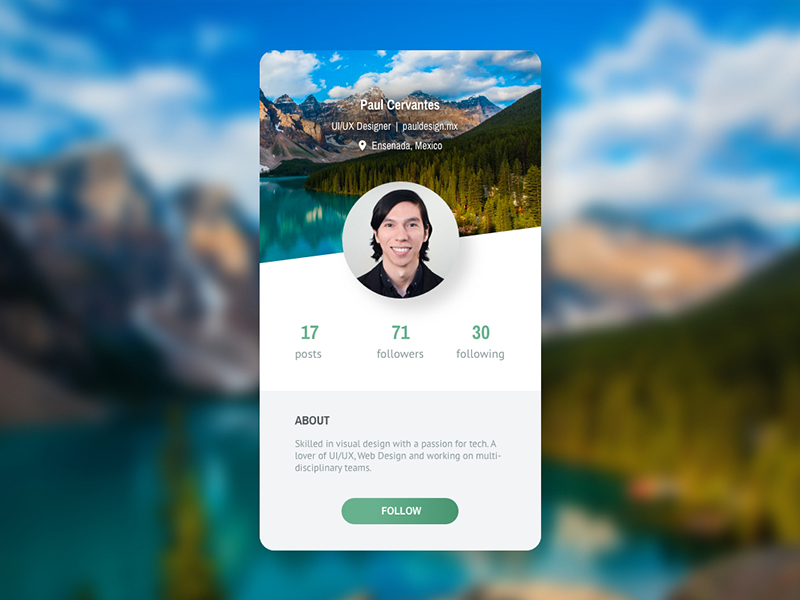 Paul Cervantes
UI/UX Designer | pauldesign.mx
Ensenada, Mexico
17 71 30
posts followers following
ABOUT
Skilled in visual design with a passion for tech. A
lover of UI/UX, Web Design and working on multi-
disciplinary teams.
FOLLOW